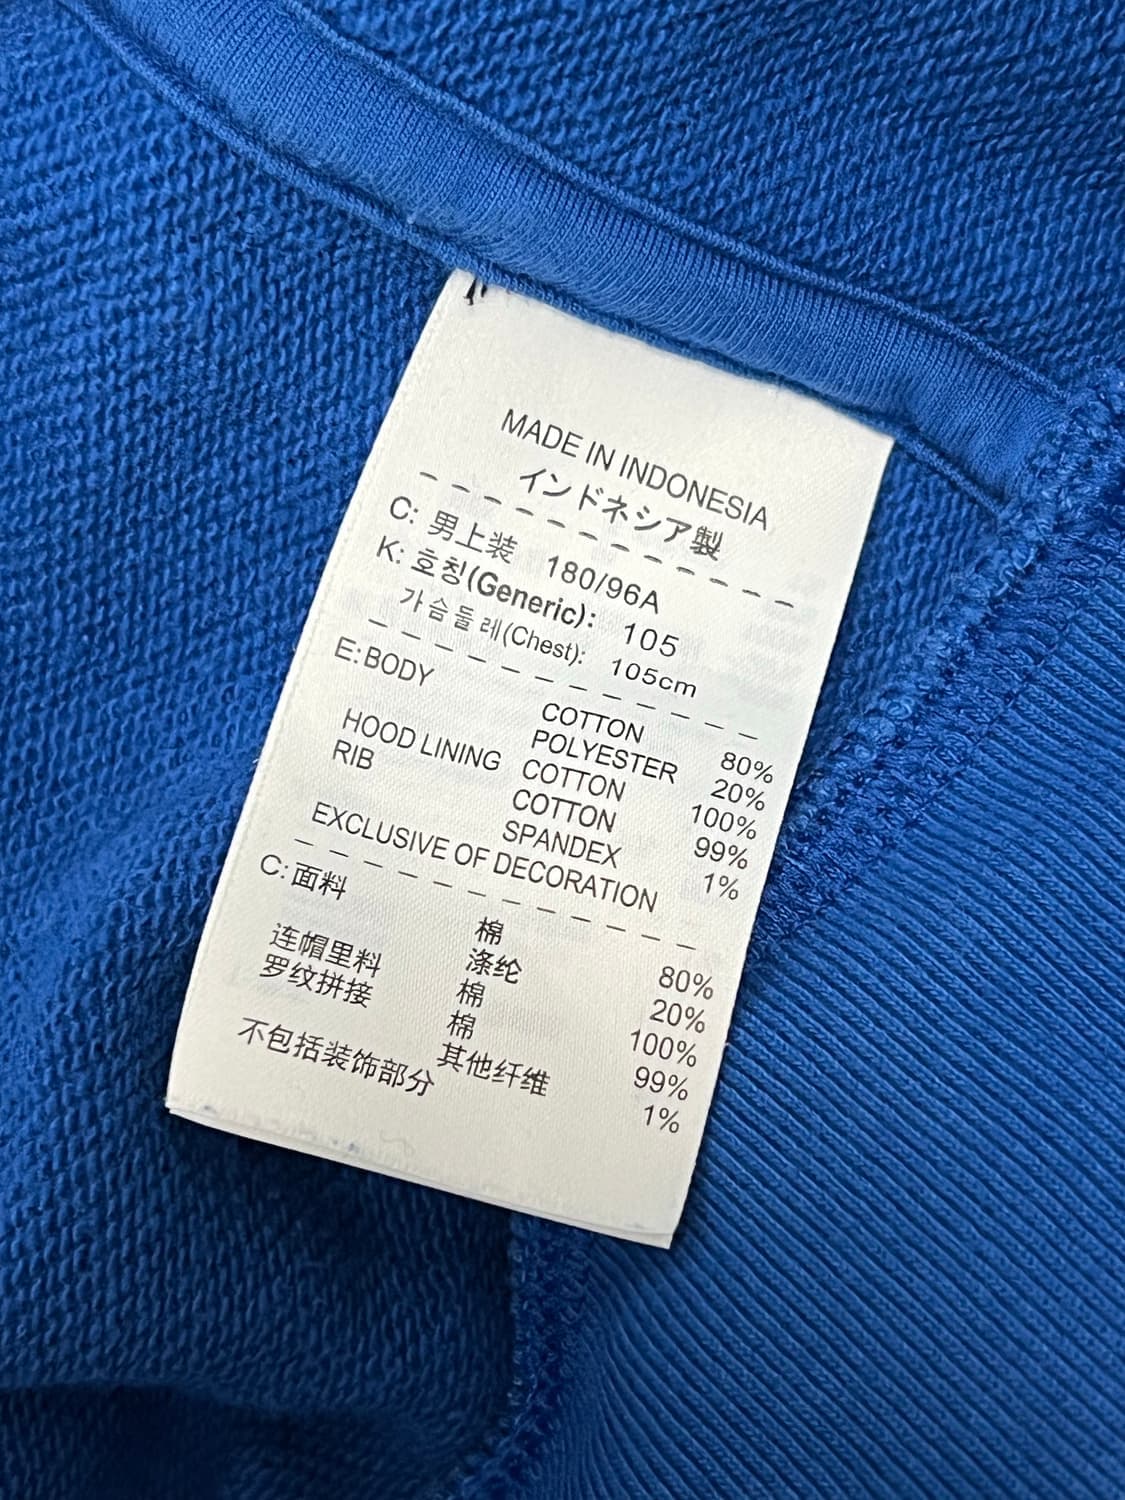 MADE IN INDONESIA
インドネシア製
C: 男上装 180/96A
K: 호칭(Generic): 105
가슴둘레(Chest): 105cm
E: BODY COTTON 80%
POLYESTER 20%
HOOD LINING COTTON 100%
RIB COTTON 99%
SPANDEX 1%
EXCLUSIVE OF DECORATION
C: 面料 棉 80%
涤纶 20%
连帽里料 棉 100%
罗纹拼接 棉 99%
其他纤维 1%
不包括装饰部分